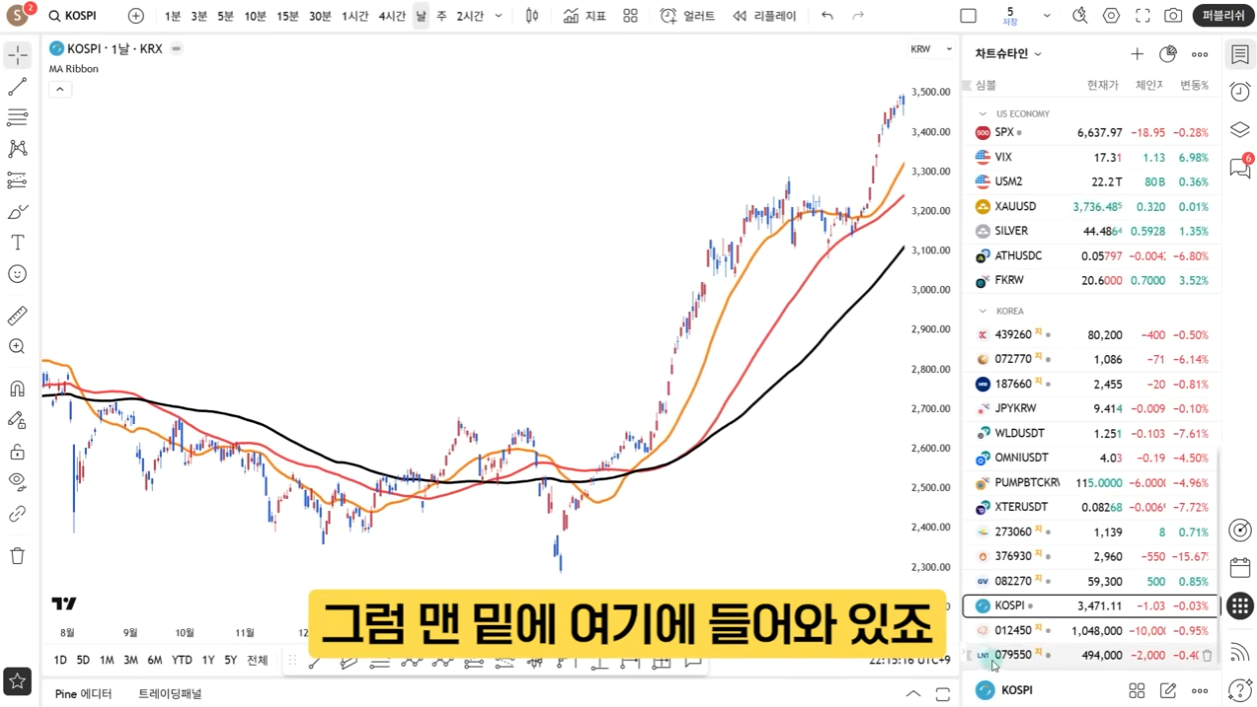 S 2 KOSPI 1분 3분 5분 10분 15분 30분 1시간 4시간 날 주 2시간 지표 얼러트 리플레이 5 저장 퍼블리쉬
KOSPI · 1날 · KRX KRW
MA Ribbon
3,500.00
3,400.00
3,300.00
3,200.00
3,100.00
3,000.00
2,900.00
2,800.00
2,700.00
2,600.00
2,500.00
2,400.00
2,300.00
차트슈타인
심볼 현재가 체인지 변동%
US ECONOMY
SPX 6,637.97 −18.95 −0.28%
VIX 17.31 1.13 6.98%
USM2 22.2T 80B 0.36%
XAUUSD 3,736.485 0.320 0.01%
SILVER 44.4864 0.5928 1.35%
ATHUSDC 0.05797 −0.004 −6.80%
FKRW 20.6000 0.7000 3.52%
KOREA
439260 지 80,200 −400 −0.50%
072770 지 1,086 −71 −6.14%
187660 지 2,455 −20 −0.81%
JPYKRW 9.414 −0.009 −0.10%
WLDUSDT 1.251 −0.103 −7.61%
OMNIUSDT 4.03 −0.19 −4.50%
PUMPBTCKRW 115.0000 −6.000 −4.96%
XTERUSDT 0.08268 −0.006 −7.72%
273060 지 1,139 8 0.71%
376930 지 2,960 −550 −15.67
082270 지 59,300 500 0.85%
KOSPI 3,471.11 −1.03 −0.03%
012450 지 1,048,000 −10,00 −0.95%
079550 지 494,000 −2,000 −0.40
KOSPI
6
8월 9월 10월 11월
그럼 맨 밑에 여기에 들어와 있죠
1D 5D 1M 3M 6M YTD 1Y 5Y 전체 22:15:16 UTC+9
Pine 에디터 트레이딩패널